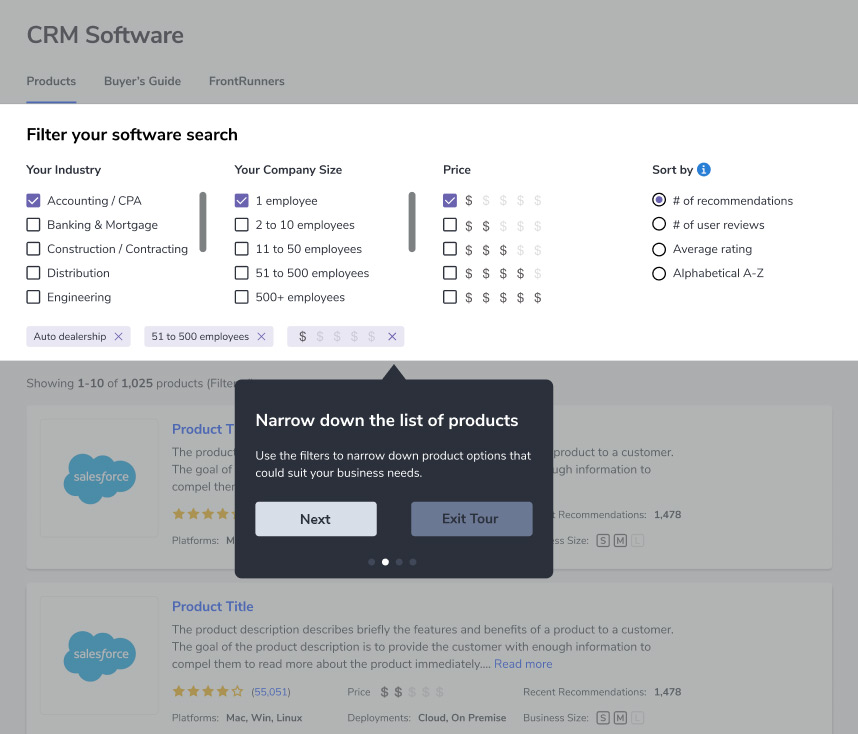 CRM Software
Products Buyer's Guide FrontRunners
Filter your software search
Your Industry Your Company Size Price Sort by i
Accounting / CPA 1 employee $ $ $ $ $ # of recommendations
Banking & Mortgage 2 to 10 employees $ $ $ $ $ # of user reviews
Construction / Contracting 11 to 50 employees $ $ $ $ $ Average rating
Distribution 51 to 500 employees $ $ $ $ $ Alphabetical A-Z
Engineering 500+ employees $ $ $ $ $
Auto dealership 51 to 500 employees $ $ $ $ $
Showing 1-10 of 1,025 products
Narrow down the list of products
Use the filters to narrow down product options that
could suit your business needs.
Next Exit Tour
salesforce
Product
The product to a customer.
The goal of information to
compel
Recommendations: 1,478
Platforms: Size: S M L
salesforce
Product Title
The product description describes briefly the features and benefits of a product to a customer.
The goal of the product description is to provide the customer with enough information to
compel them to read more about the product immediately.... Read more
(55,051) Price $ $ $ $ $ Recent Recommendations: 1,478
Platforms: Mac, Win, Linux Deployments: Cloud, On Premise Business Size: S M L